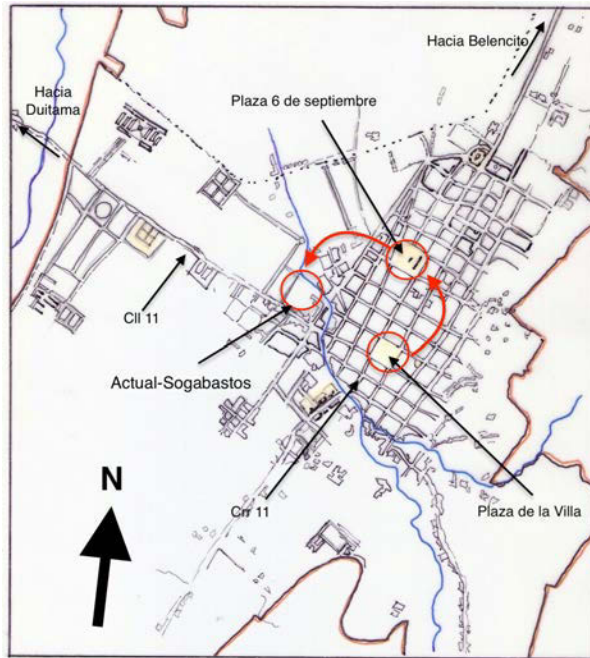 Hacia Belencito
Hacia
Duitama
Plaza 6 de septiembre
Cll 11
Actual-Sogabastos
N
Crr 11
Plaza de la Villa